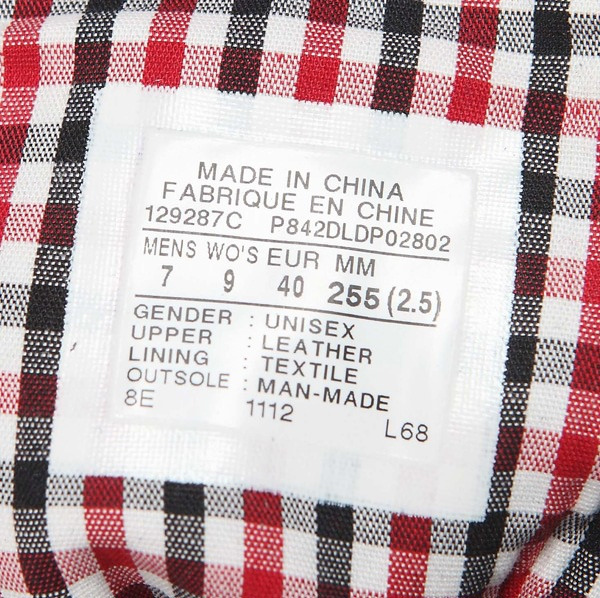 MADE IN CHINA
FABRIQUE EN CHINE
129287C P842DLDP02802
MENS WO'S EUR MM
7 9 40 255 (2.5)
GENDER : UNISEX
UPPER : LEATHER
LINING : TEXTILE
OUTSOLE : MAN-MADE
8E 1112 L68